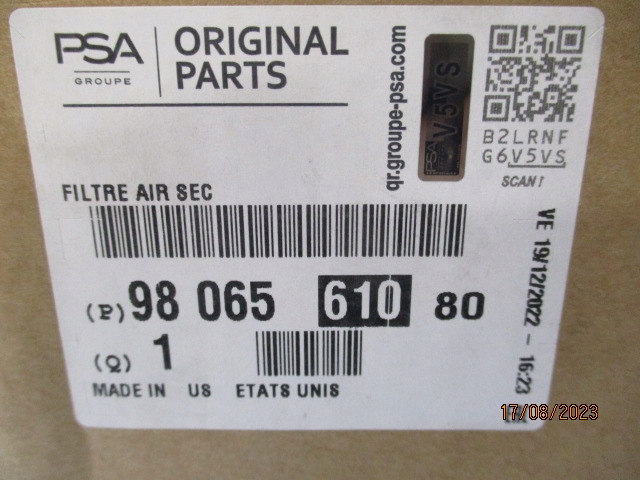 PSA
GROUPE
ORIGINAL
PARTS
qr.groupe-psa.com
PSA V5VS
B2LRNF
G6V5VS
SCAN!
FILTRE AIR SEC
(P) 98 065 610 80
(Q) 1
MADE IN US ETATS UNIS
VE 19/12/2022 - 16:23
17/08/2023